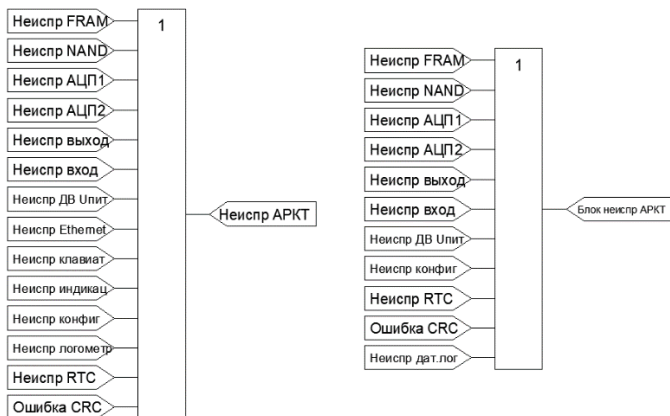 Неиспр FRAM
Неиспр NAND
Неиспр АЦП1
Неиспр АЦП2
Неиспр выход
Неиспр вход
Неиспр ДВ Uпит
Неиспр Ethernet
Неиспр клавиат
Неиспр индикац
Неиспр конфиг
Неиспр логометр
Неиспр RTC
Ошибка CRC
1
Неиспр АРКТ
Неиспр FRAM
Неиспр NAND
Неиспр АЦП1
Неиспр АЦП2
Неиспр выход
Неиспр вход
Неиспр ДВ Uпит
Неиспр конфиг
Неиспр RTC
Ошибка CRC
Неиспр дат.лог
1
Блок неиспр АРКТ